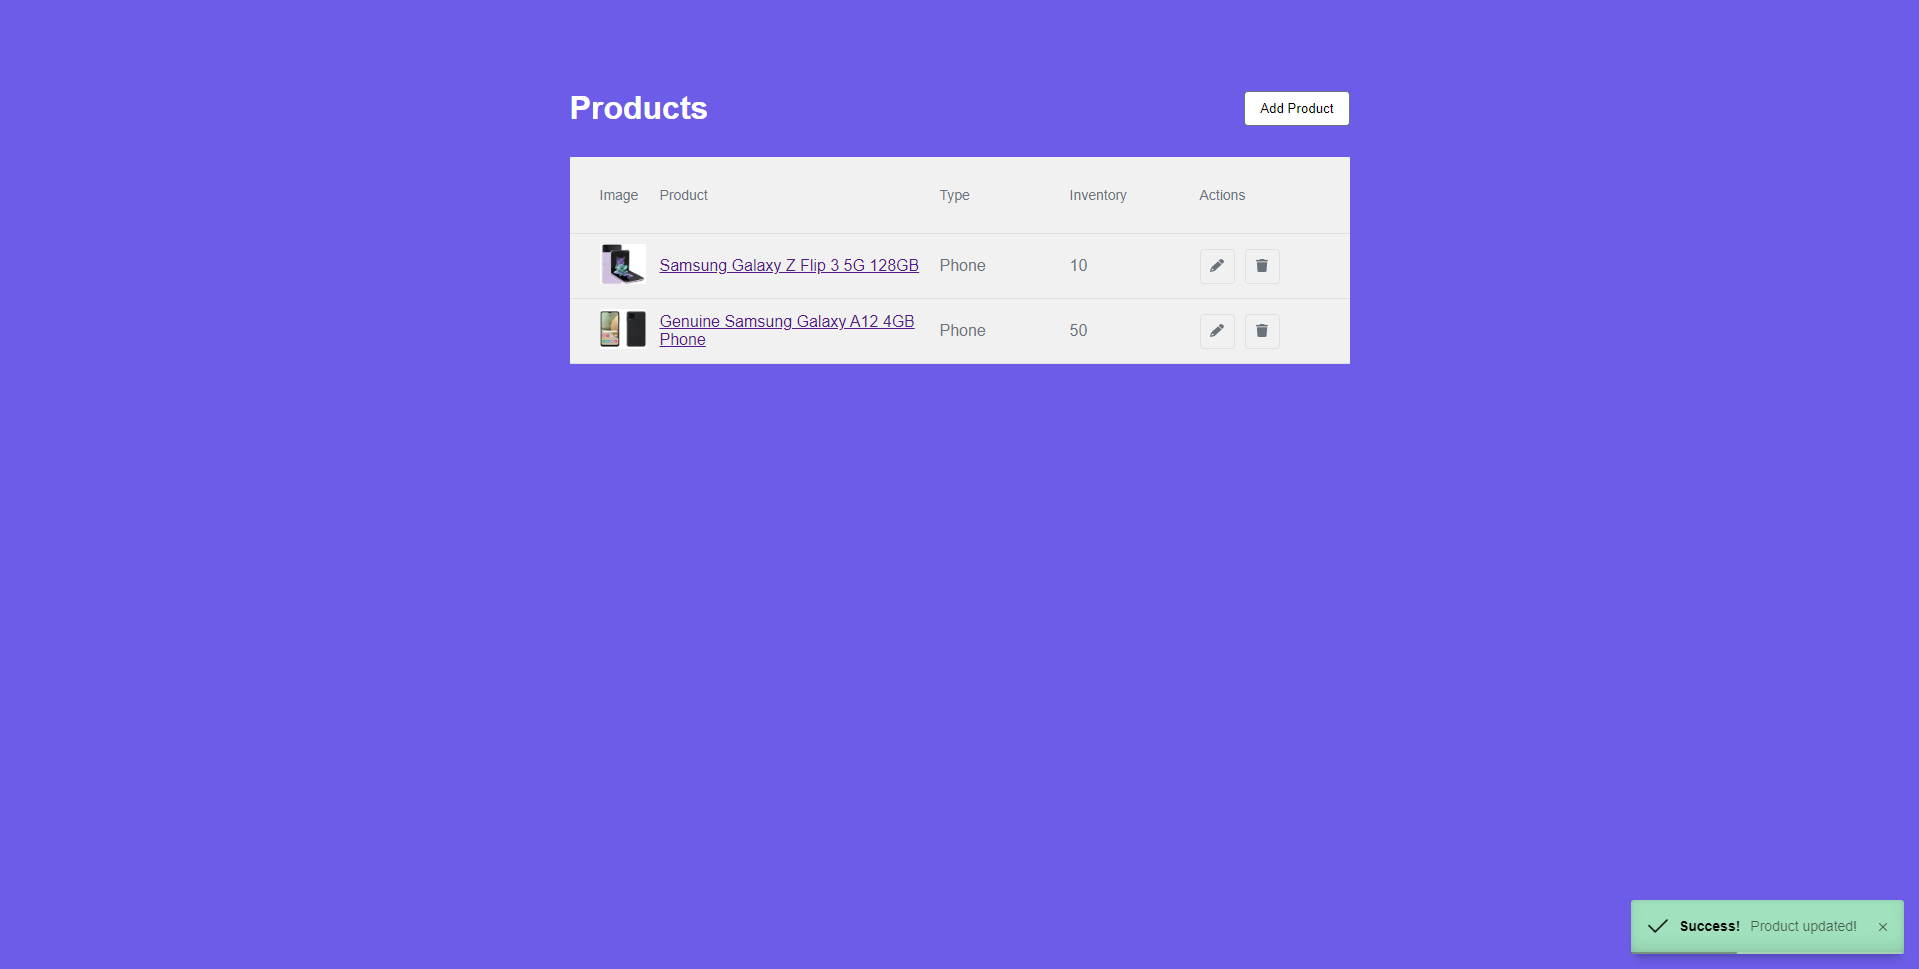 Products
Add Product
Image Product Type Inventory Actions
Samsung Galaxy Z Flip 3 5G 128GB Phone 10
Genuine Samsung Galaxy A12 4GB
Phone
Phone 50
Success! Product updated!